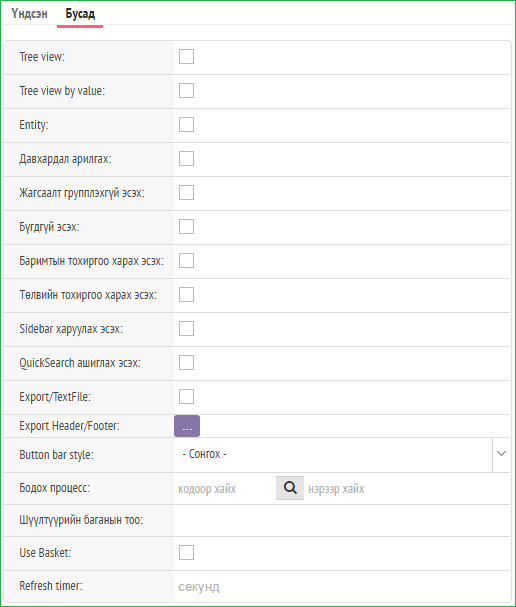 Үндсэн Бусад
Tree view:
Tree view by value:
Entity:
Давхардал арилгах:
Жагсаалт групплэхгүй эсэх:
Бүгдгүй эсэх:
Баримтын тохиргоо харах эсэх:
Төлвийн тохиргоо харах эсэх:
Sidebar харуулах эсэх:
QuickSearch ашиглах эсэх:
Export/TextFile:
Export Header/Footer: ...
Button bar style: - Сонгох -
Бодох процесс: кодоор хайх нэрээр хайх
Шүүлтүүрийн баганын тоо:
Use Basket:
Refresh timer: секунд